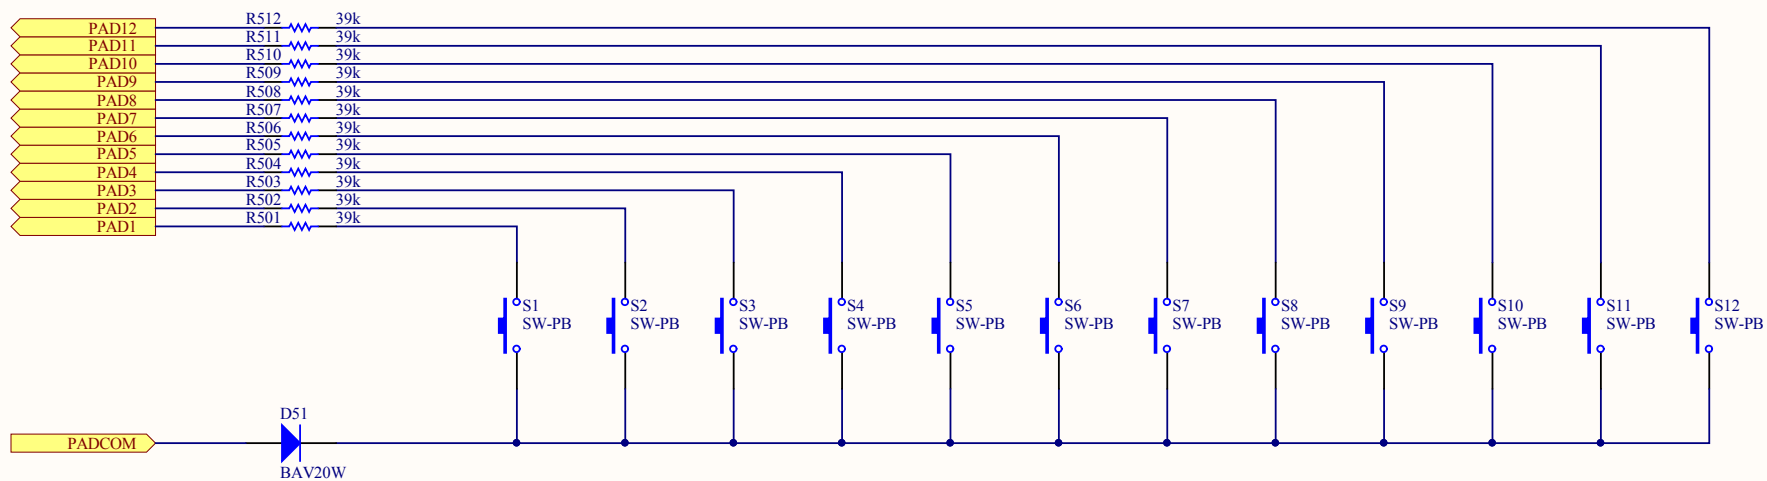 PAD12 R512 39k
PAD11 R511 39k
PAD10 R510 39k
PAD9 R509 39k
PAD8 R508 39k
PAD7 R507 39k
PAD6 R506 39k
PAD5 R505 39k
PAD4 R504 39k
PAD3 R503 39k
PAD2 R502 39k
PAD1 R501 39k
S1 S2 S3 S4 S5 S6 S7 S8 S9 S10 S11 S12
SW-PB SW-PB SW-PB SW-PB SW-PB SW-PB SW-PB SW-PB SW-PB SW-PB SW-PB SW-PB
D51
PADCOM
BAV20W